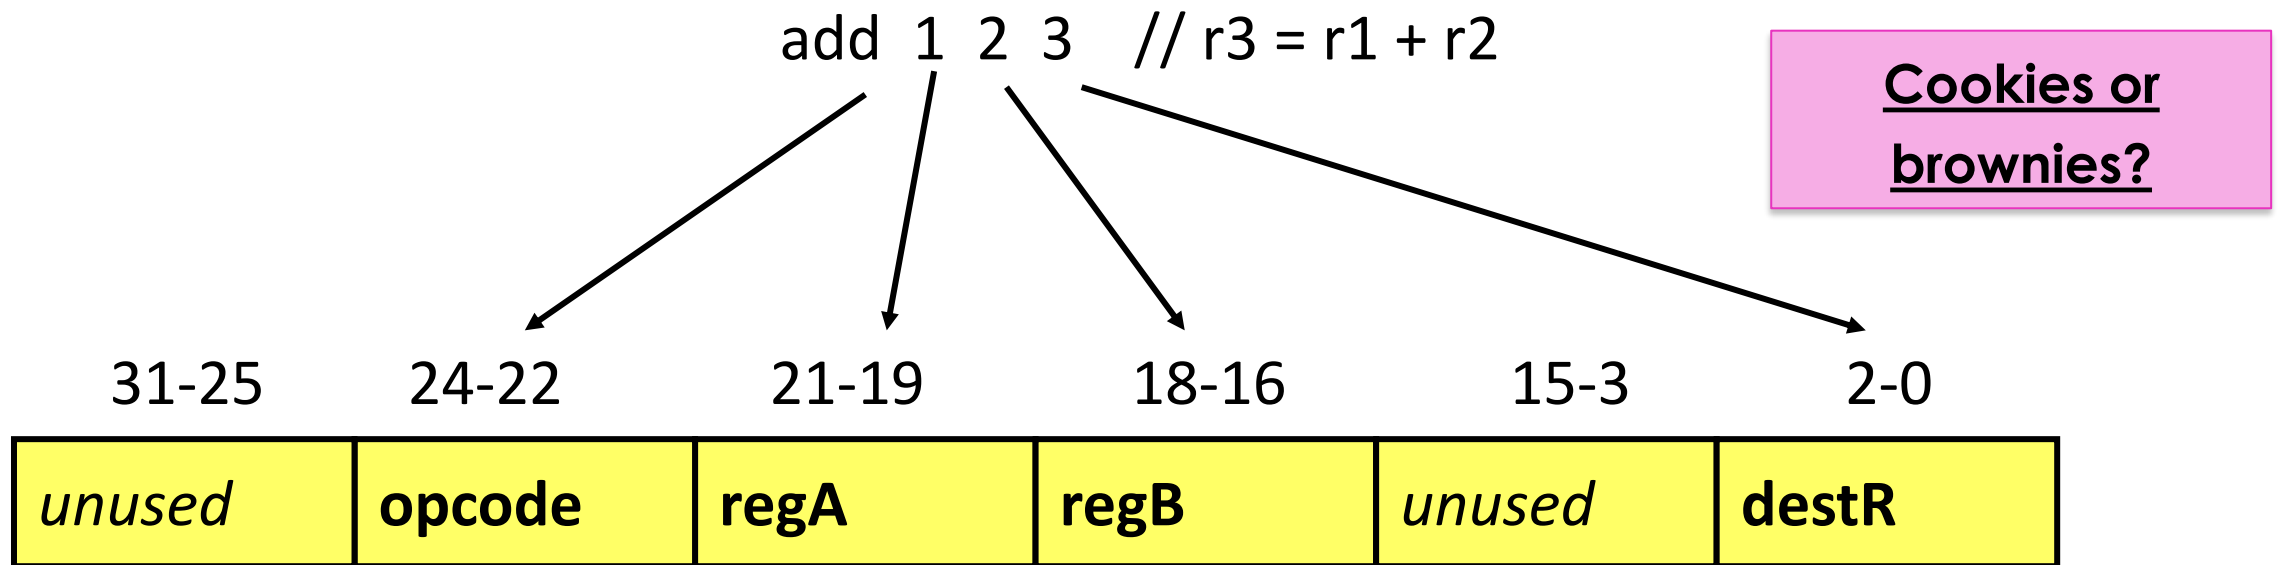 add 1 2 3 // r3 = r1 + r2
Cookies or
brownies?
31-25 24-22 21-19 18-16 15-3 2-0
unused opcode regA regB unused destR